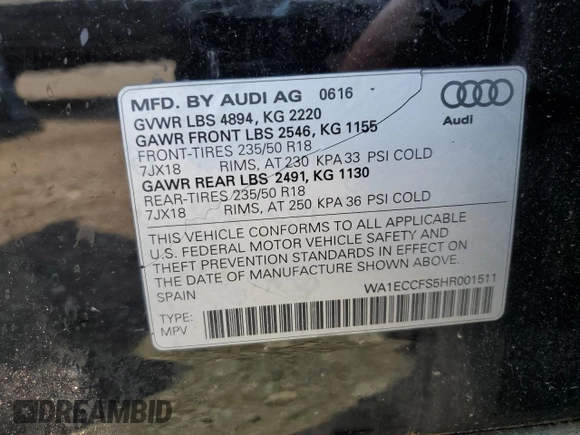 MFD. BY AUDI AG 0616
GVWR LBS 4894, KG 2220
GAWR FRONT LBS 2546, KG 1155
FRONT-TIRES 235/50 R18
7JX18 RIMS, AT 230 KPA 33 PSI COLD
GAWR REAR LBS 2491, KG 1130
REAR-TIRES 235/50 R18
7JX18 RIMS, AT 250 KPA 36 PSI COLD
Audi
THIS VEHICLE CONFORMS TO ALL APPLICABLE
U.S. FEDERAL MOTOR VEHICLE SAFETY AND
THEFT PREVENTION STANDARDS IN EFFECT ON
THE DATE OF MANUFACTURE SHOWN ABOVE.
SPAIN WA1ECCFS5HR001511
TYPE:
MPV
DREAMBID